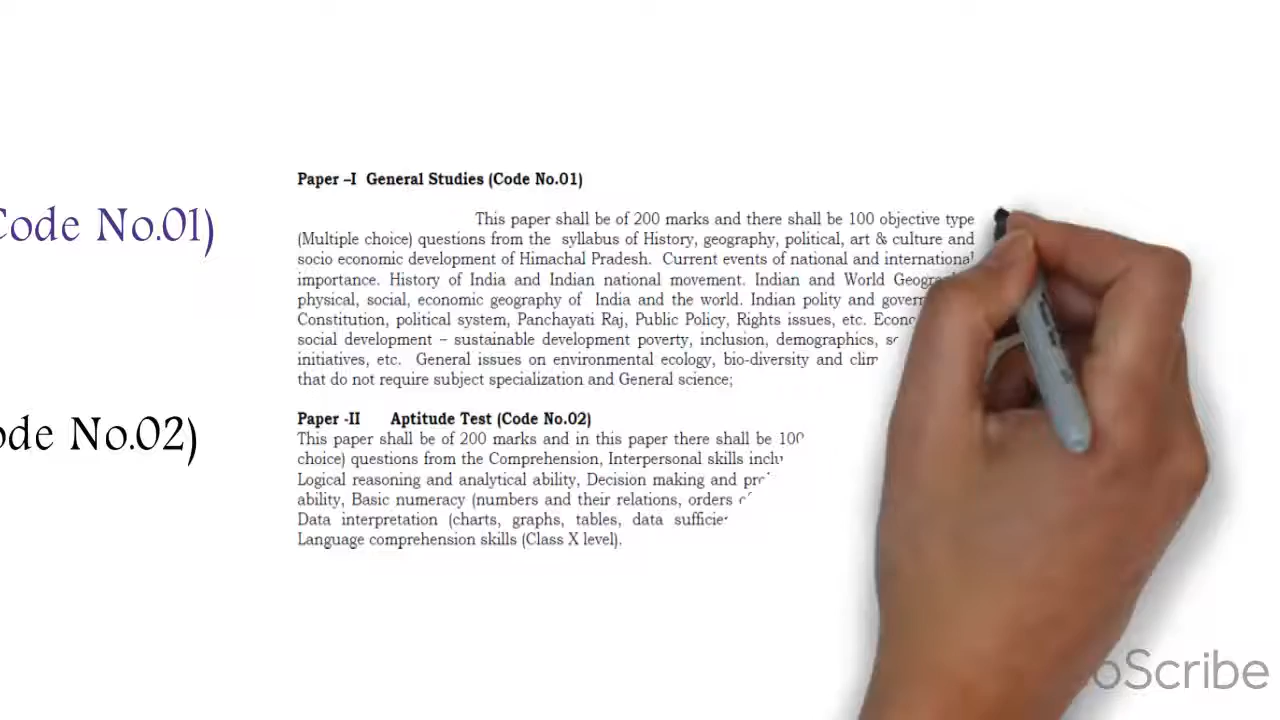 Code No.01)
Paper –I General Studies (Code No.01)
This paper shall be of 200 marks and there shall be 100 objective type
(Multiple choice) questions from the syllabus of History, geography, political, art & culture and
socio economic development of Himachal Pradesh. Current events of national and international
importance. History of India and Indian national movement. Indian and World
physical, social, economic geography of India and the world. Indian polity and
Constitution, political system, Panchayati Raj, Public Policy, Rights issues, etc.
social development – sustainable development poverty, inclusion, demographics,
initiatives, etc. General issues on environmental ecology, bio-diversity and
that do not require subject specialization and General science;
Paper -II Aptitude Test (Code No.02)
No.02)
This paper shall be of 200 marks and in this paper there shall be 100
choice) questions from the Comprehension, Interpersonal skills
Logical reasoning and analytical ability, Decision making and
ability, Basic numeracy (numbers and their relations, orders
Data interpretation (charts, graphs, tables, data
Language comprehension skills (Class X level).